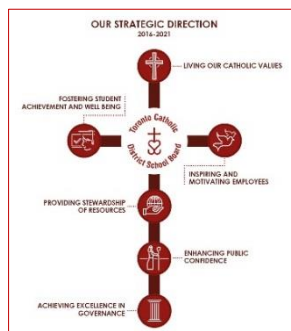 OUR STRATEGIC DIRECTION
2016-2021
LIVING OUR CATHOLIC VALUES
FOSTERING STUDENT
ACHIEVEMENT AND WELL BEING
Toronto Catholic
District School Board
INSPIRING AND
MOTIVATING EMPLOYEES
PROVIDING STEWARDSHIP
OF RESOURCES
ENHANCING PUBLIC
CONFIDENCE
ACHIEVING EXCELLENCE IN
GOVERNANCE